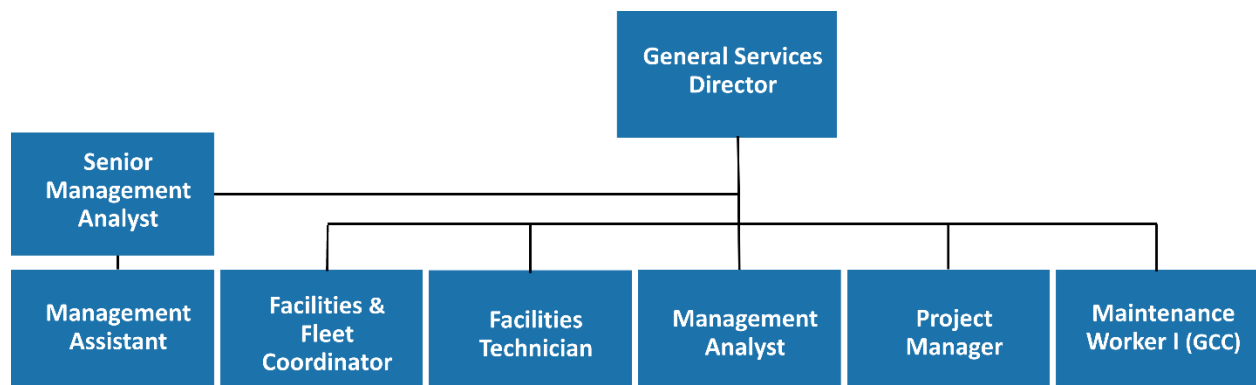 General Services
Director
Senior
Management
Analyst
Management
Assistant
Facilities &
Fleet
Coordinator
Facilities
Technician
Management
Analyst
Project
Manager
Maintenance
Worker I (GCC)